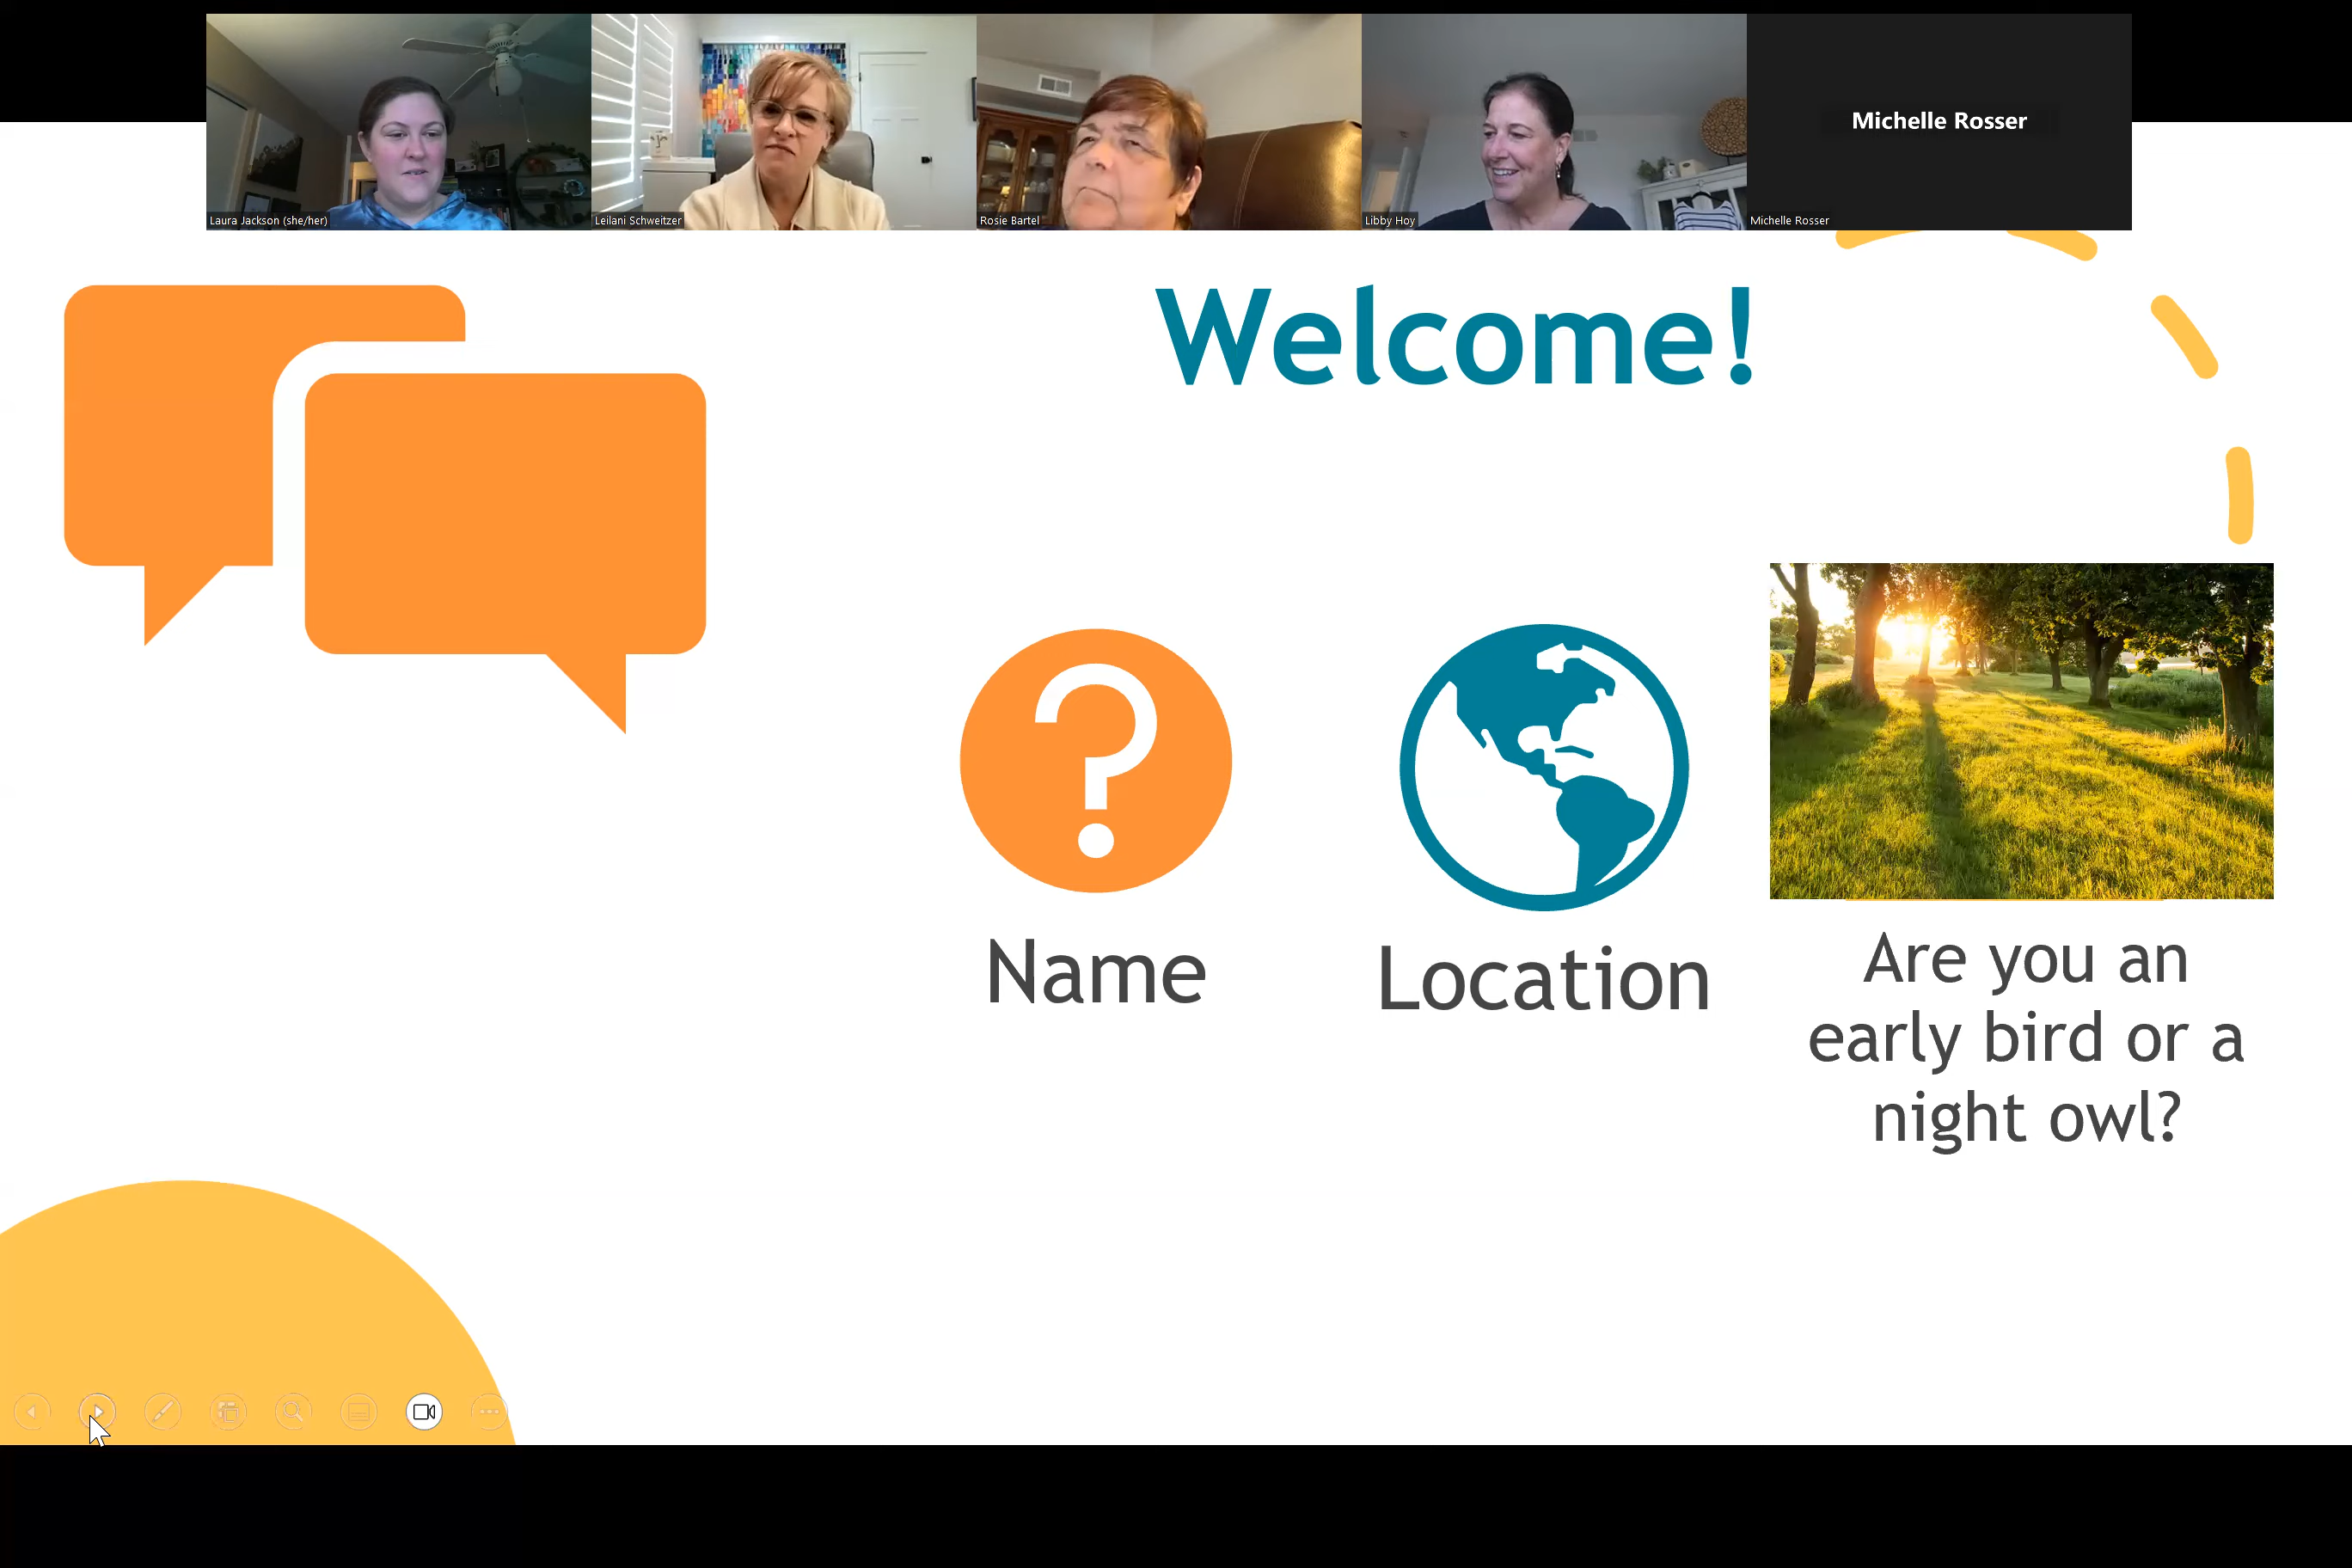 Michelle Rosser
Laura Jackson (she/her)
Leilani Schweitzer
Rosie Bartel
Libby Hoy
Michelle Rosser
Welcome!
?
Name
Location
Are you an
early bird or a
night owl?